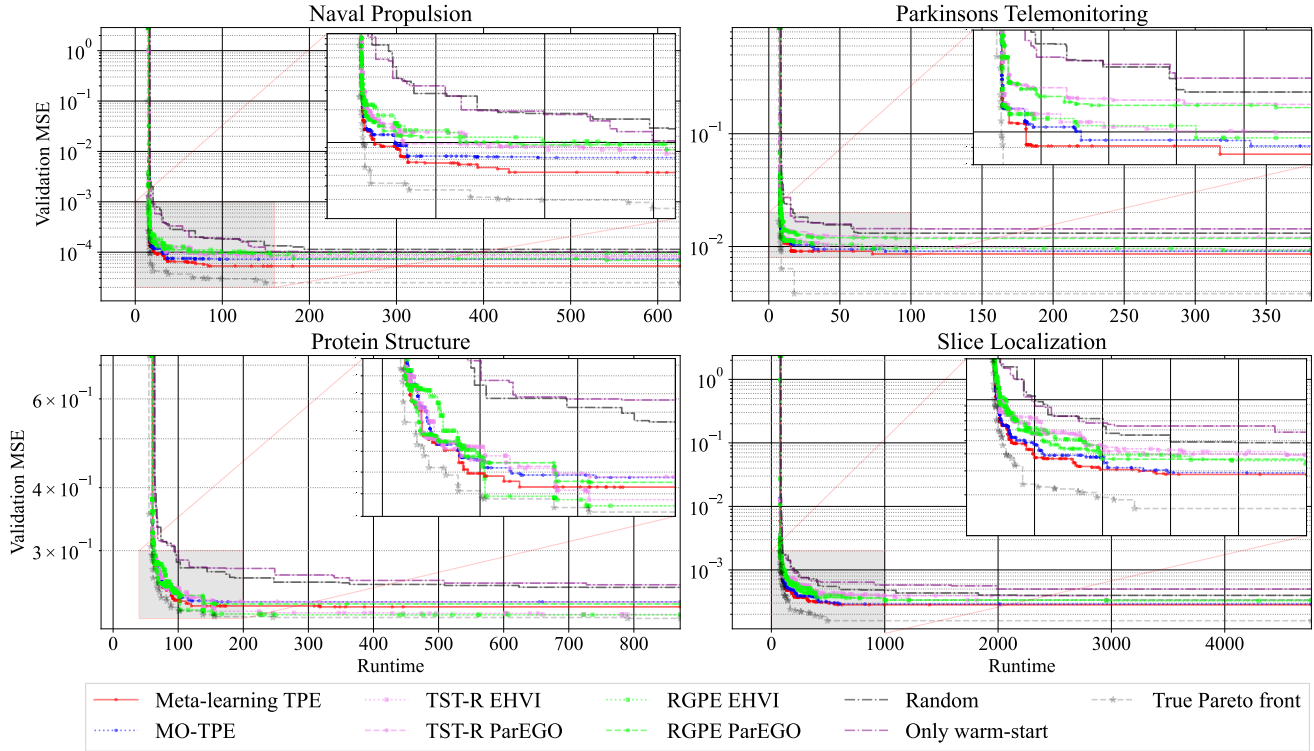 Naval Propulsion
Parkinsons Telemonitoring
Validation MSE
10^0
10^-1
10^-2
10^-3
10^-4
0 100 200 300 400 500 600
10^-1
10^-2
0 50 100 150 200 250 300 350
Protein Structure
Slice Localization
Validation MSE
6 × 10^-1
4 × 10^-1
3 × 10^-1
0 100 200 300 400 500 600 700 800
Runtime
10^0
10^-1
10^-2
10^-3
0 1000 2000 3000 4000
Runtime
Meta-learning TPE TST-R EHVI RGPE EHVI Random True Pareto front
MO-TPE TST-R ParEGO RGPE ParEGO Only warm-start